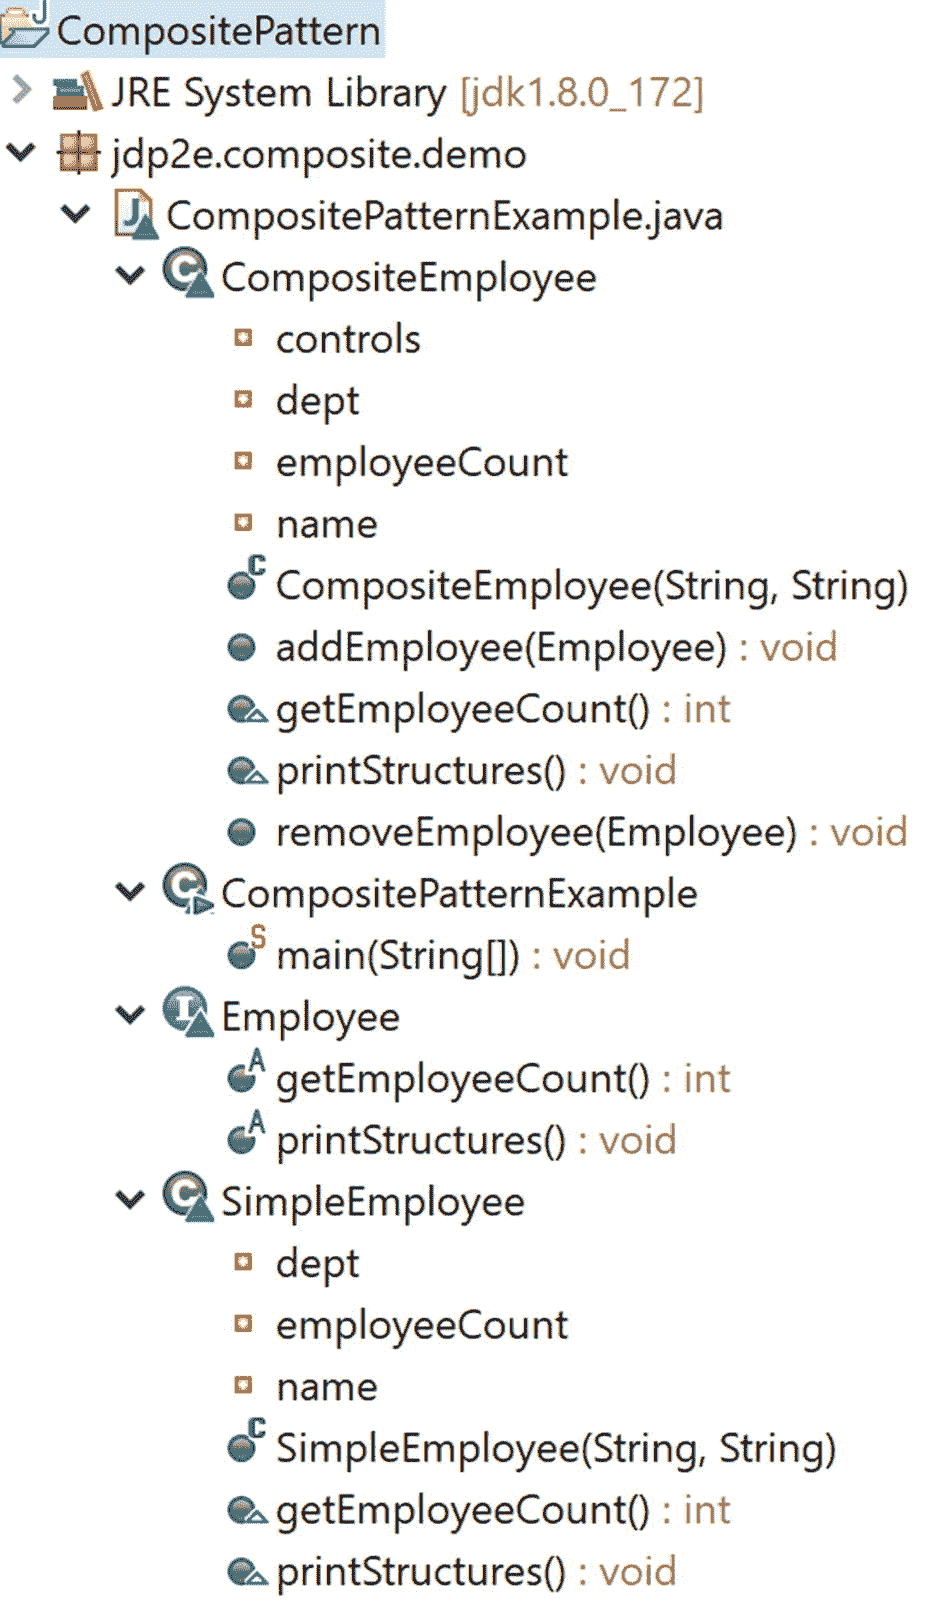 CompositePattern
JRE System Library [jdk1.8.0_172]
jdp2e.composite.demo
CompositePatternExample.java
CompositeEmployee
controls
dept
employeeCount
name
CompositeEmployee(String, String)
addEmployee(Employee) : void
getEmployeeCount() : int
printStructures() : void
removeEmployee(Employee) : void
CompositePatternExample
main(String[]) : void
Employee
getEmployeeCount() : int
printStructures() : void
SimpleEmployee
dept
employeeCount
name
SimpleEmployee(String, String)
getEmployeeCount() : int
printStructures() : void